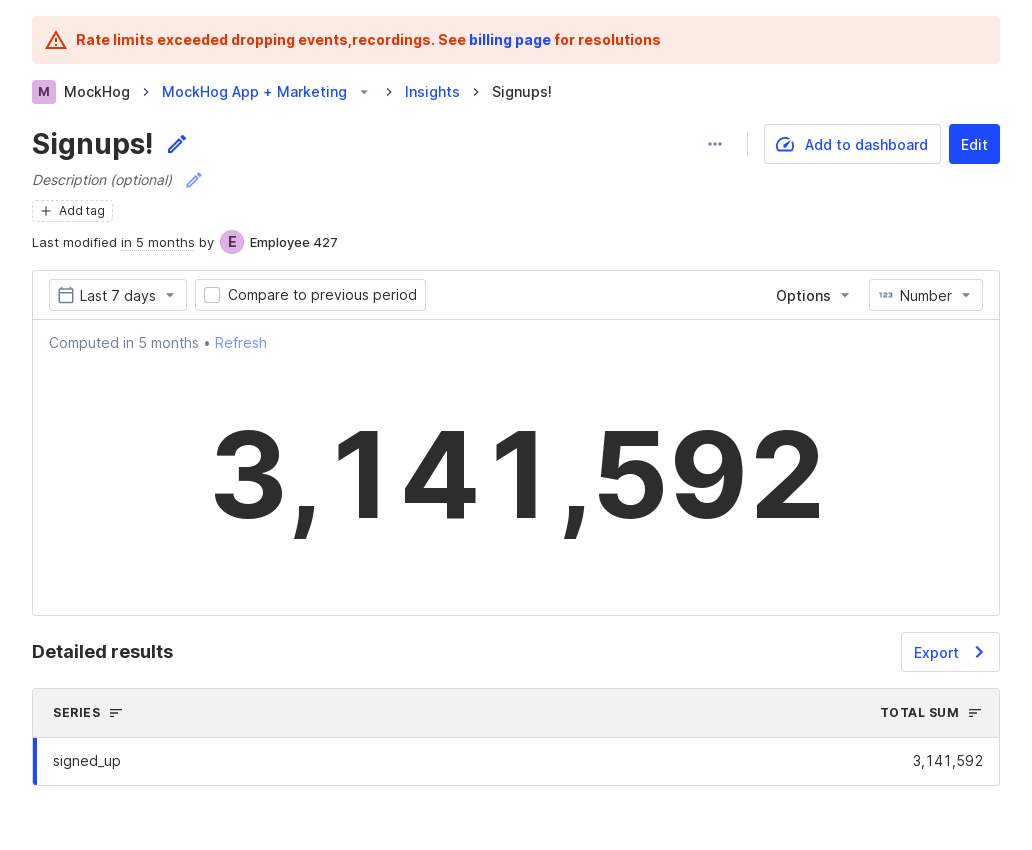 Rate limits exceeded dropping events,recordings. See billing page for resolutions
M MockHog > MockHog App + Marketing > Insights > Signups!
Signups!
Add to dashboard
Edit
Description (optional)
Add tag
Last modified in 5 months by E Employee 427
Last 7 days
Compare to previous period
Options
123 Number
Computed in 5 months • Refresh
3,141,592
Detailed results
Export
SERIES TOTAL SUM
signed_up 3,141,592